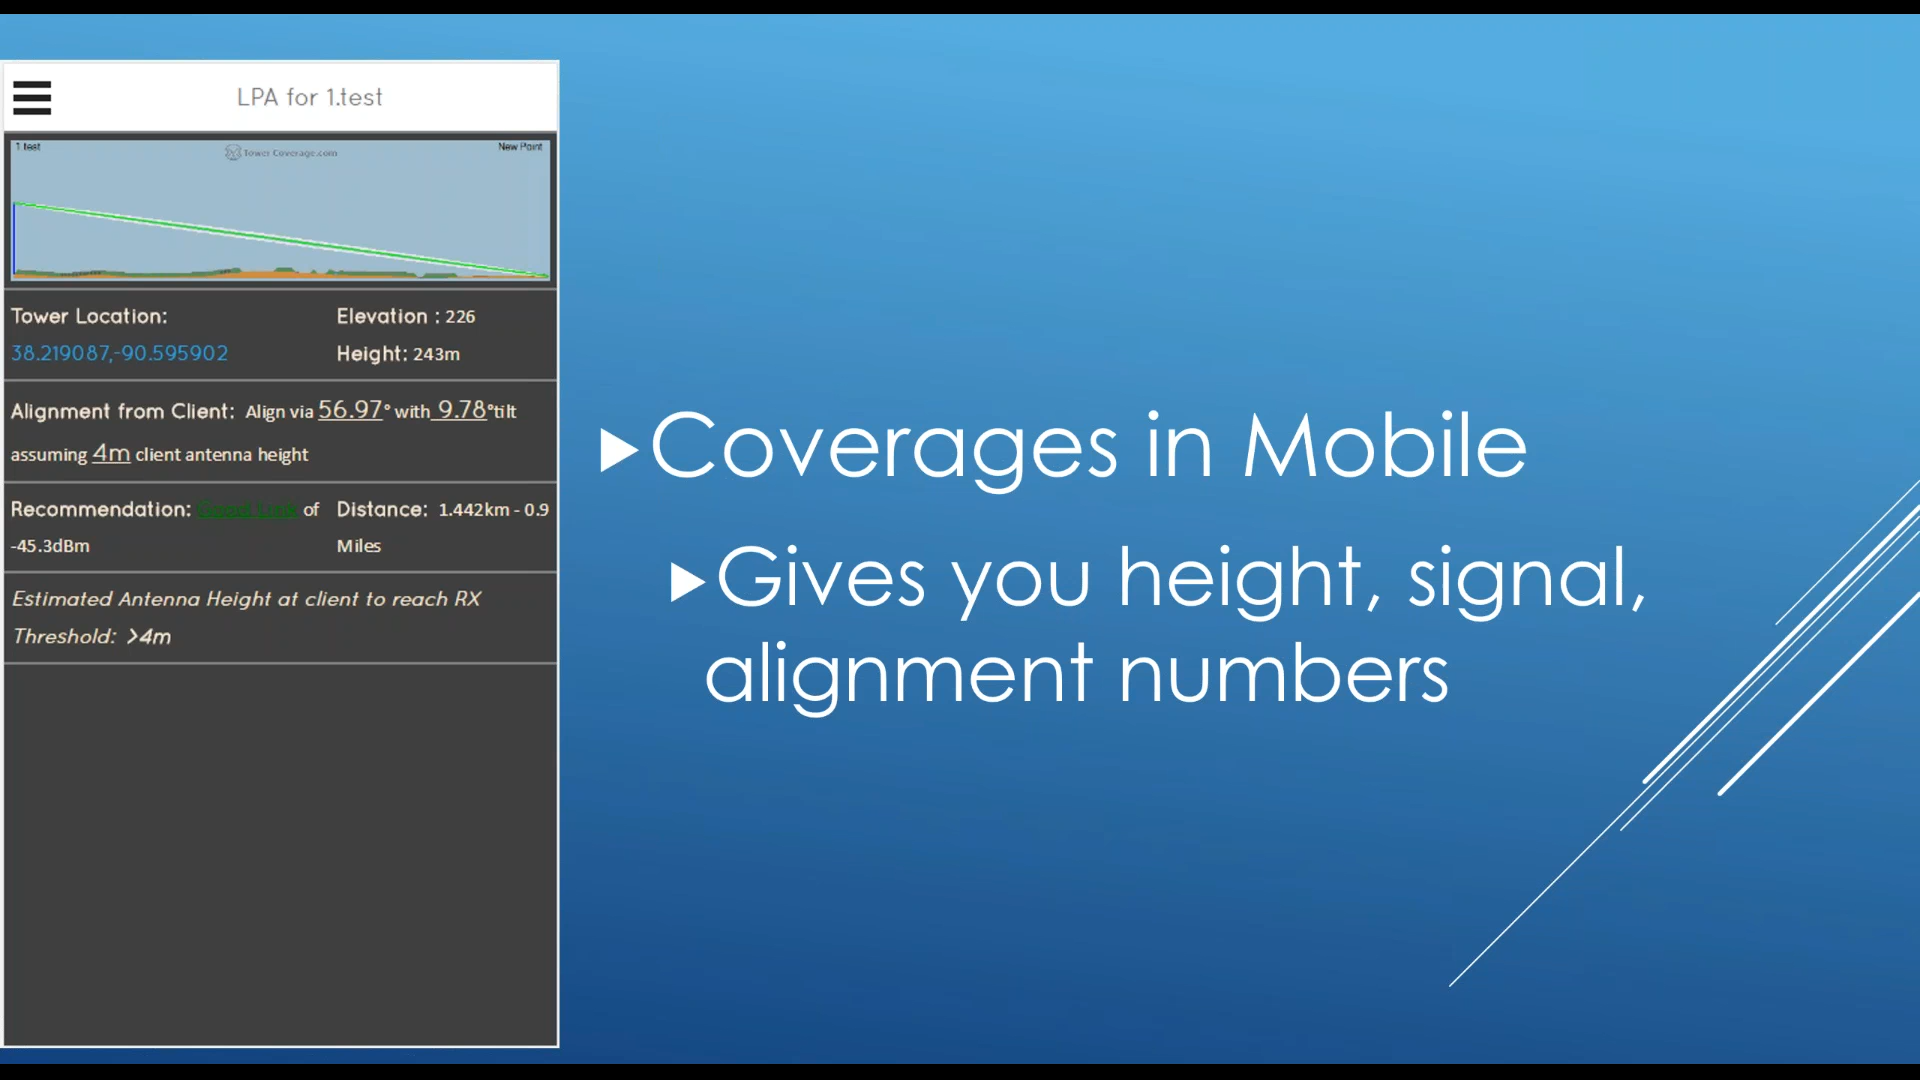 LPA for 1.test
1 test
Tower Coverage.com
New Point
Tower Location:
38.219087,-90.595902
Elevation : 226
Height: 243m
Alignment from Client: Align via 56.97° with 9.78°tilt
assuming 4m client antenna height
Recommendation: Good Link of
-45.3dBm
Distance: 1.442km - 0.9
Miles
Estimated Antenna Height at client to reach RX
Threshold: >4m
Coverages in Mobile
Gives you height, signal,
alignment numbers